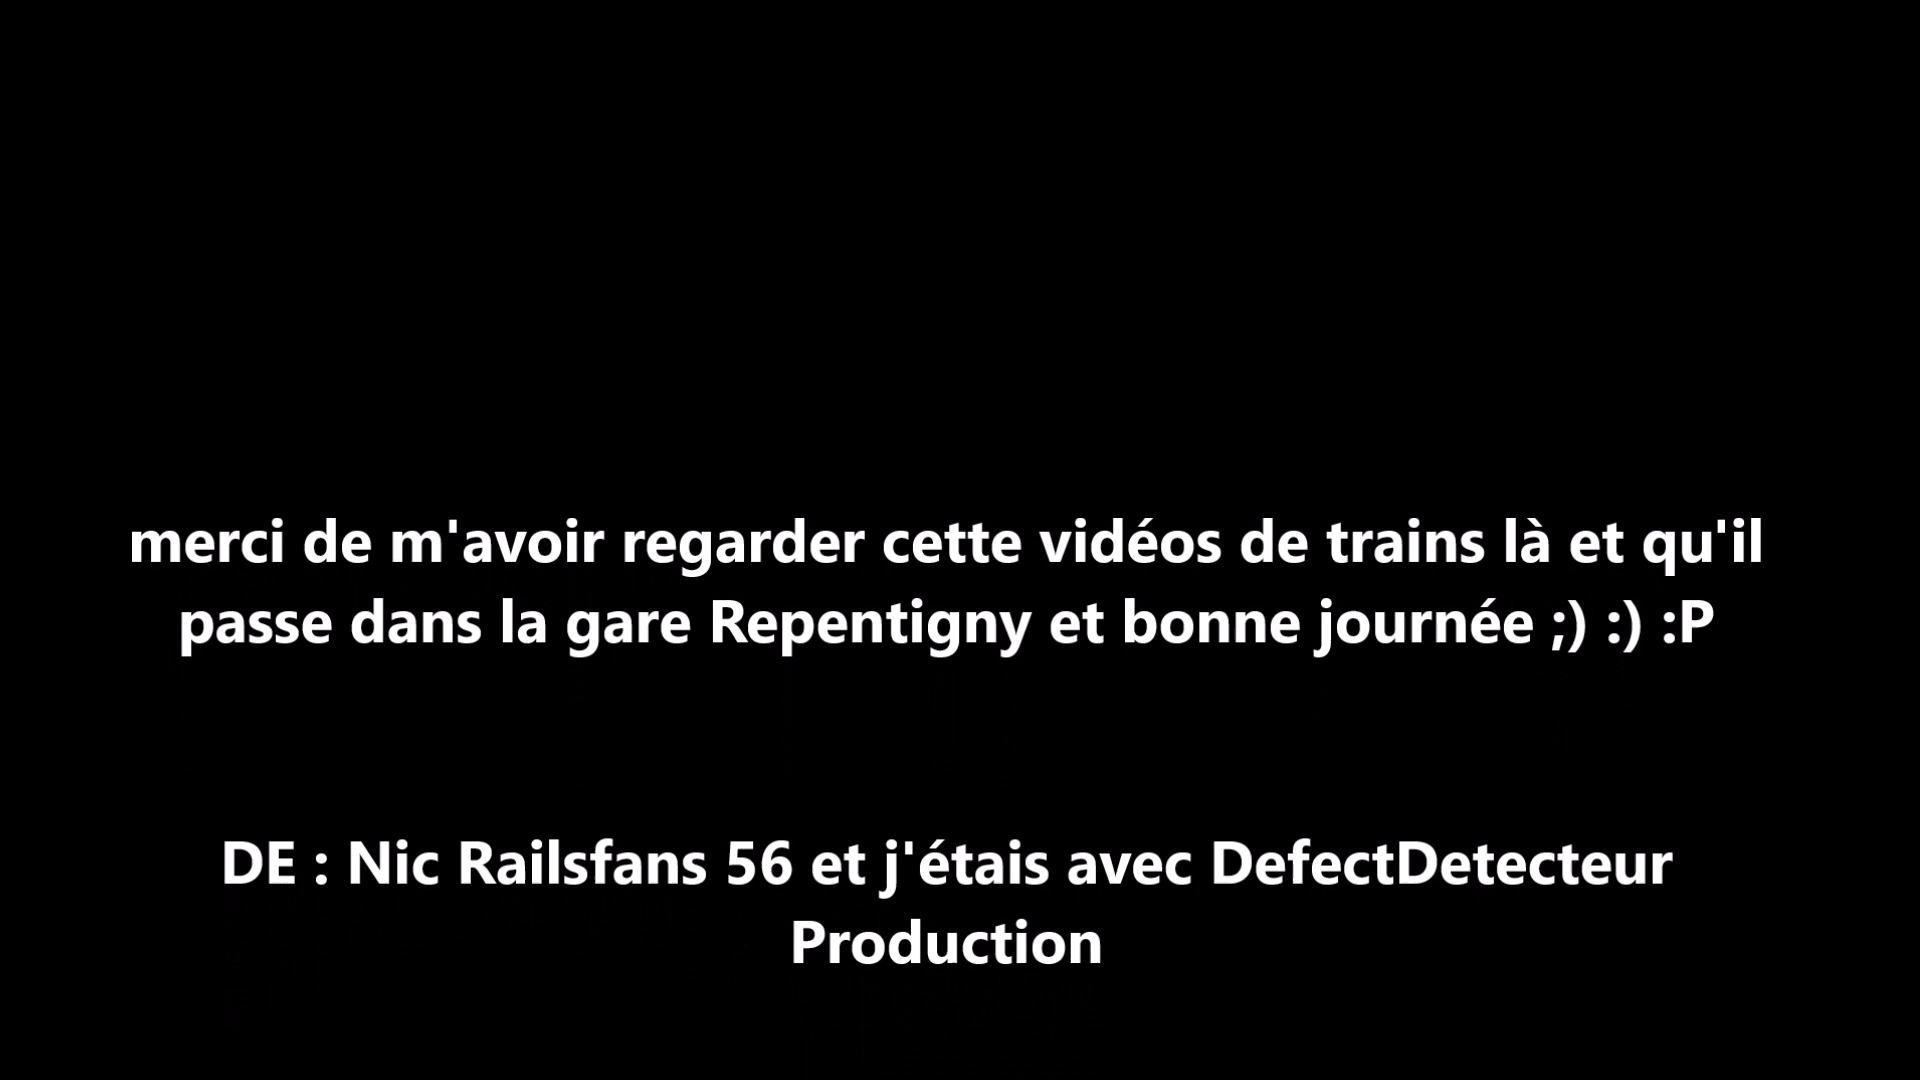 merci de m'avoir regarder cette vidéos de trains là et qu'il
passe dans la gare Repentigny et bonne journée ;) :) :P
DE : Nic Railsfans 56 et j'étais avec DefectDetecteur
Production